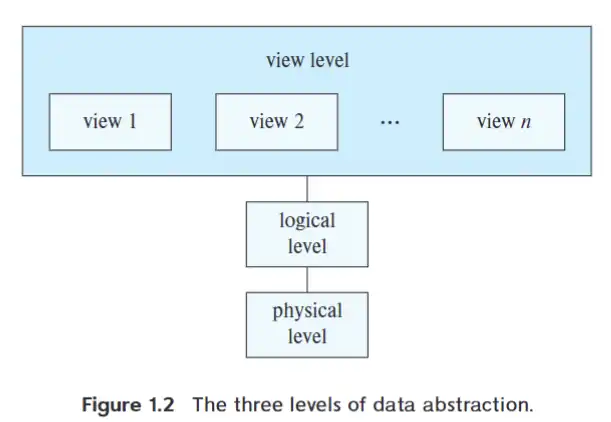 view level
view 1
view 2
...
view n
logical
level
physical
level
Figure 1.2 The three levels of data abstraction.